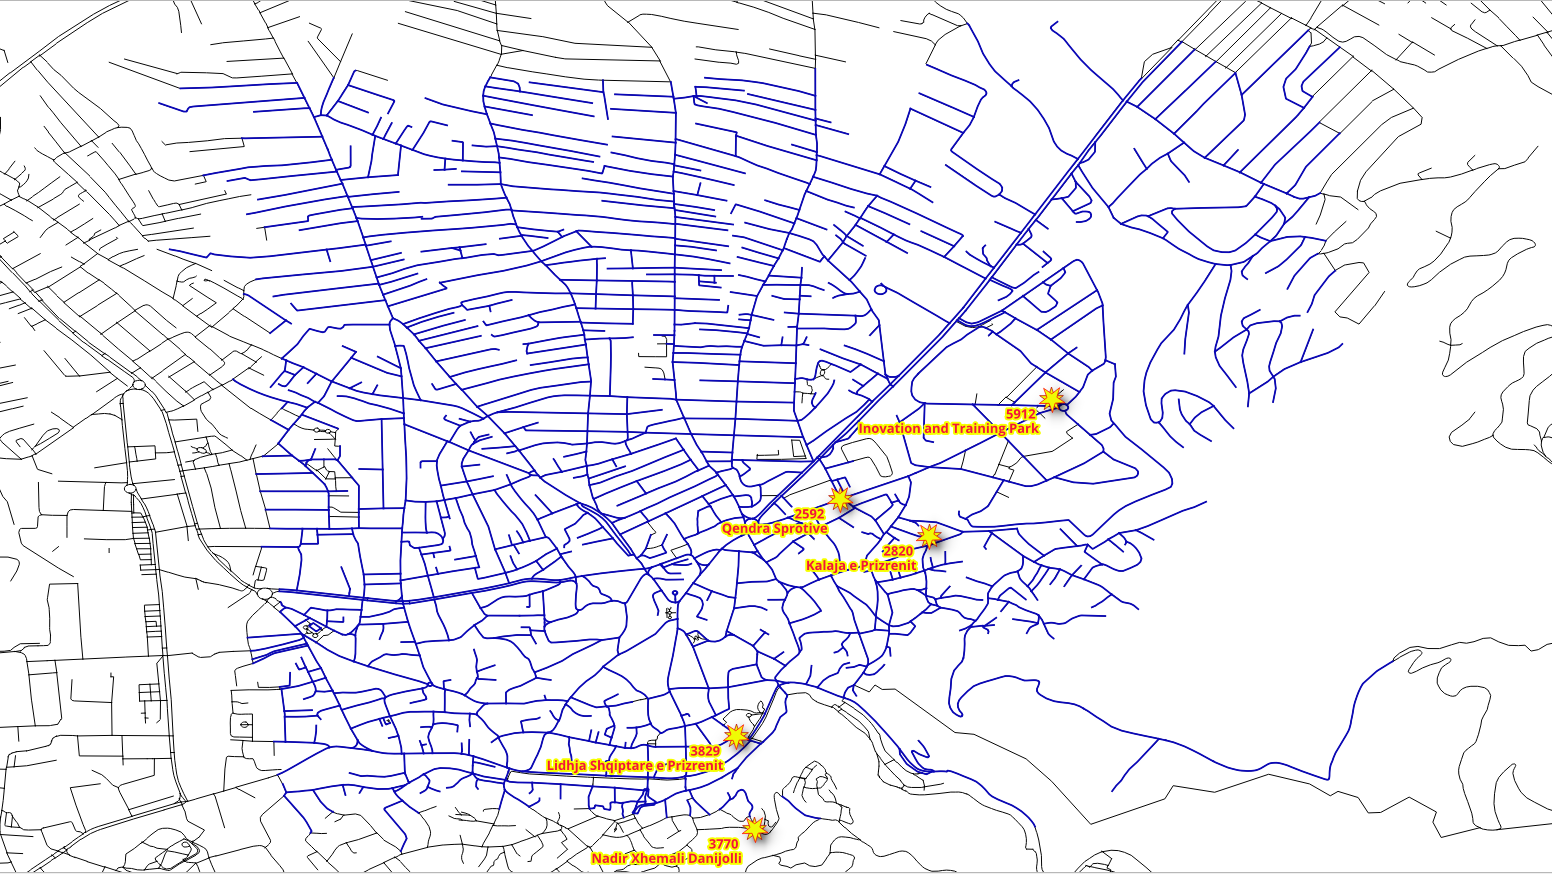 5912
Inovation and Training Park
2592
Qendra Sprotive
2820
Kalaja e Prizrenit
3829
Lidhja Shqiptare e Prizrenit
3770
Nadir Xhemali Danijolli